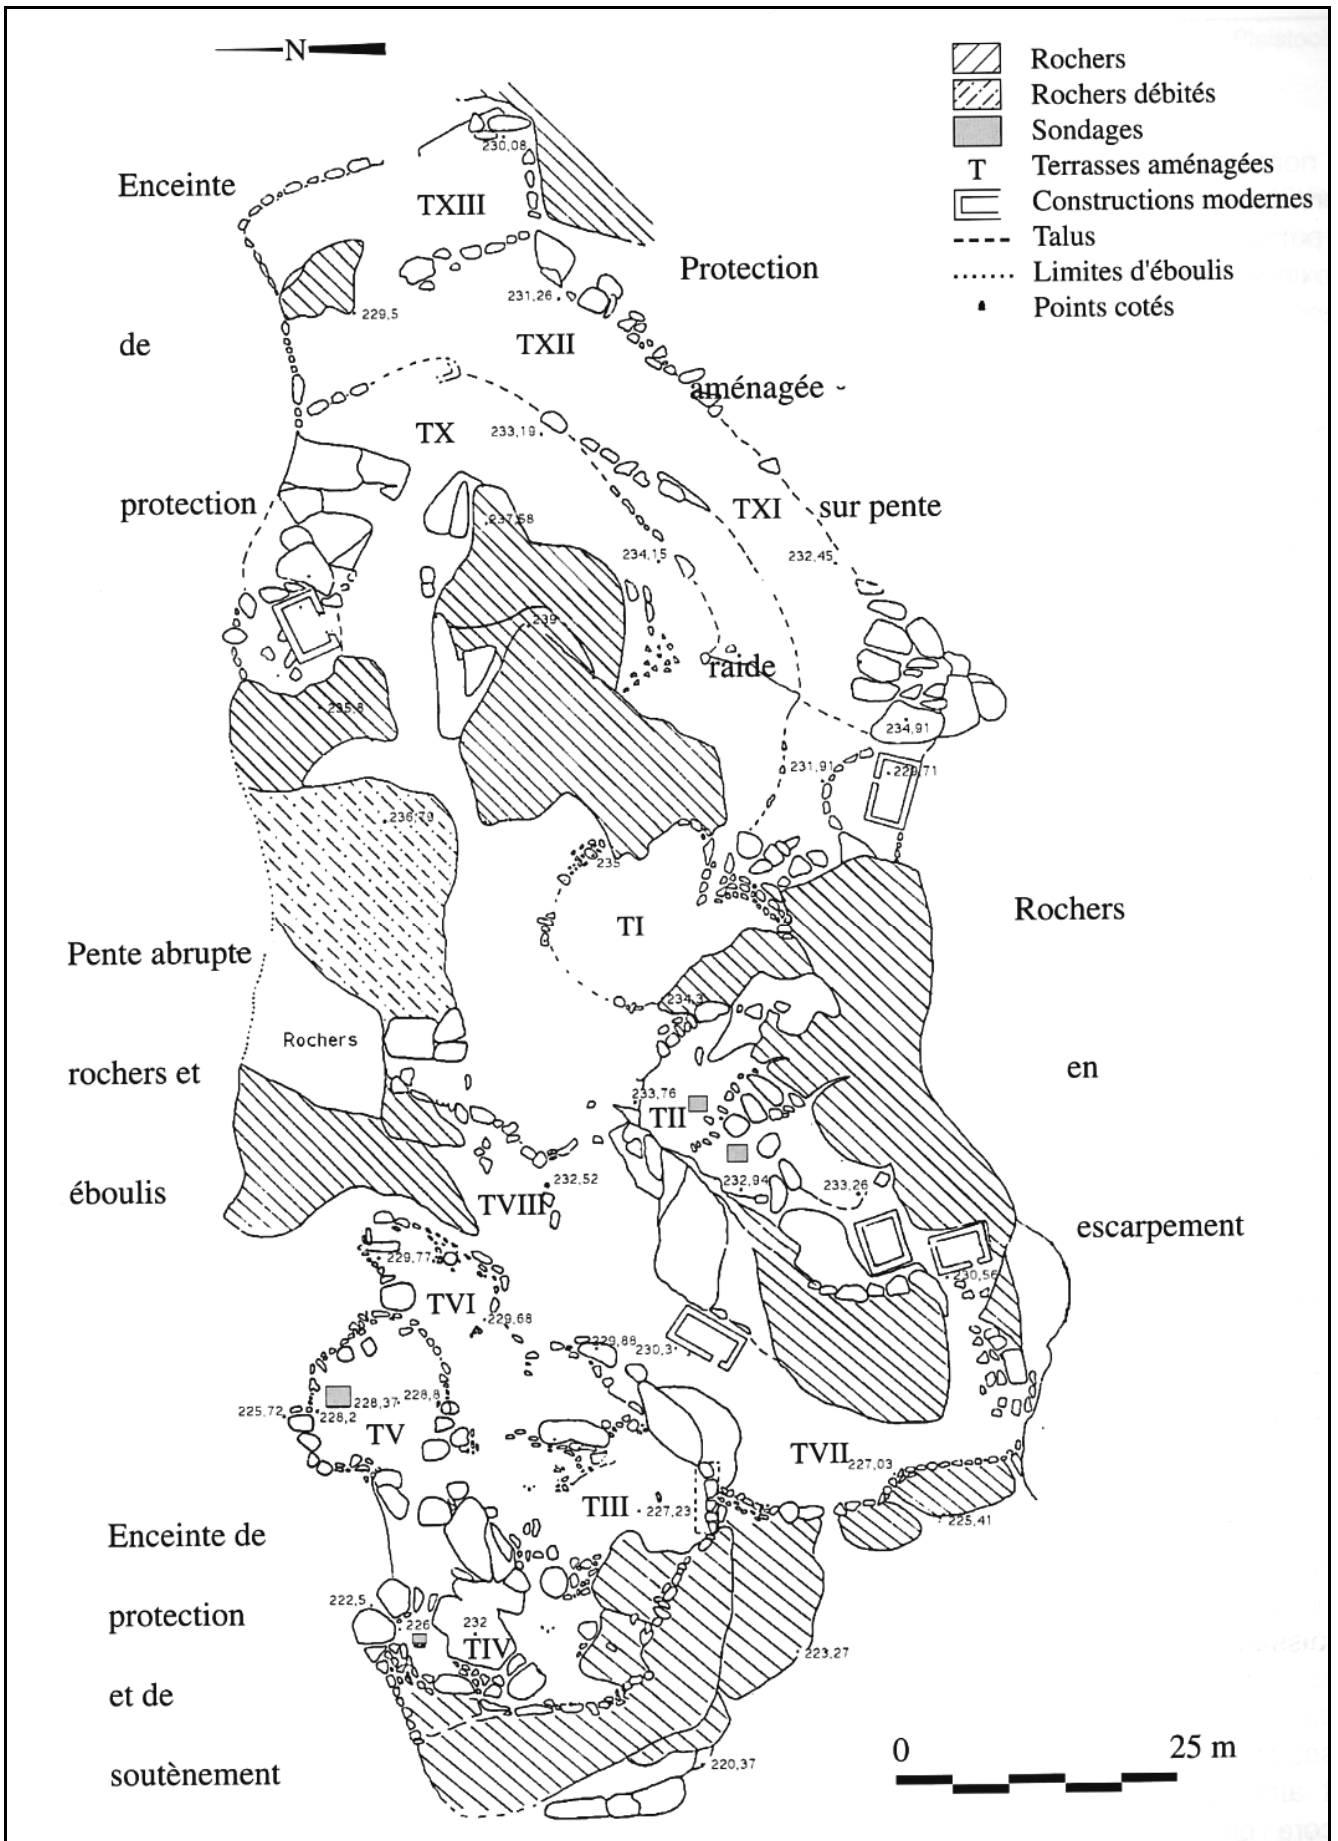 N
Rochers
Rochers débités
Sondages
T Terrasses aménagées
Constructions modernes
Talus
Limites d'éboulis
Points cotés
230,08
Enceinte
TXIII
Protection
231,26
229,5
de
TXII
aménagée
TX
233,19
protection
237,58
TXI
sur pente
234,15
232,45
239
raide
235,8
234,91
231,91
229,71
236,79
235
Rochers
TI
Pente abrupte
234,3
Rochers
rochers et
en
233,76
TII
232,52
232,94
233,26
éboulis
TVIII
escarpement
229,77
230,56
TVI
229,68
229,88
230,3
228,37
228,8
225,72
228,2
TV
TVII
227,03
TIII
227,23
225,41
Enceinte de
222,5
protection
226
232
TIV
223,27
et de
0 25 m
220,37
soutènement